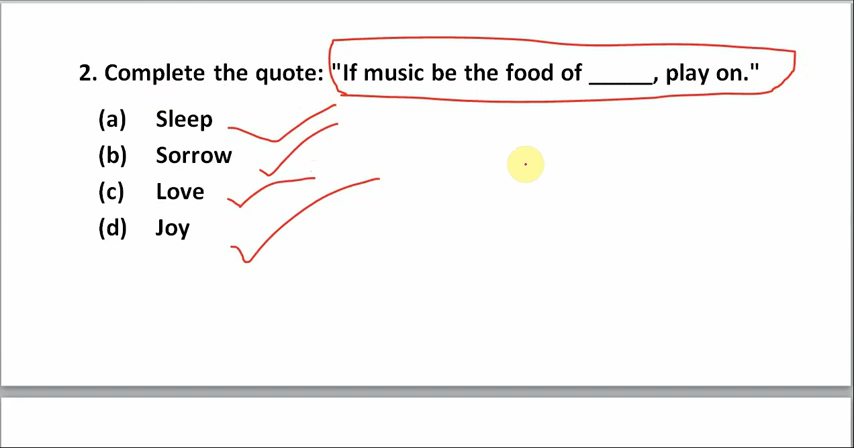 2. Complete the quote: "If music be the food of _____, play on."
(a) Sleep
(b) Sorrow
(c) Love
(d) Joy